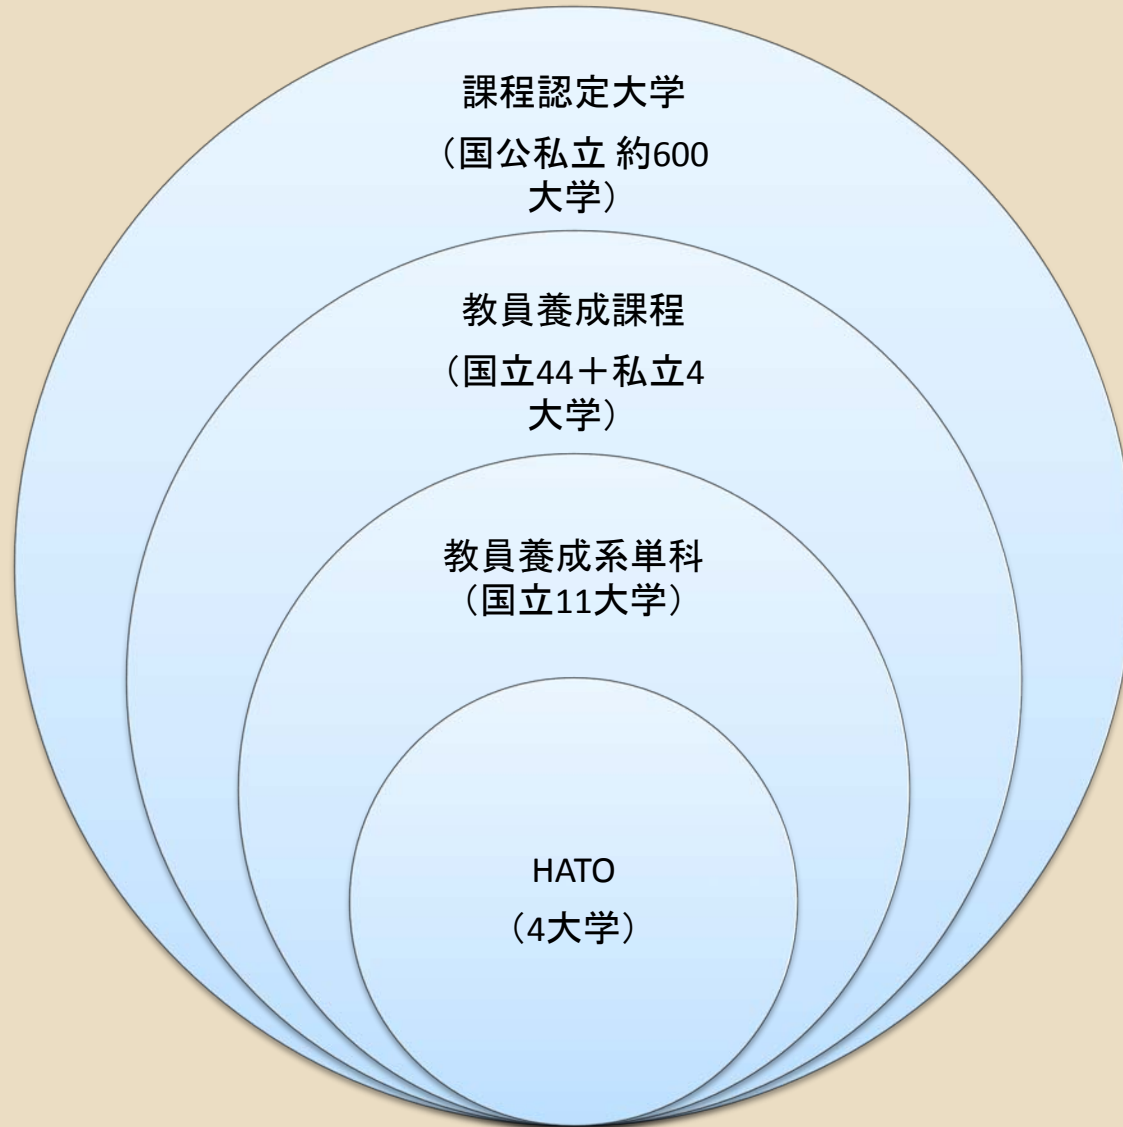 課程認定大学
（国公私立 約600
大学）
教員養成課程
（国立44＋私立4
大学）
教員養成系単科
（国立11大学）
HATO
（4大学）